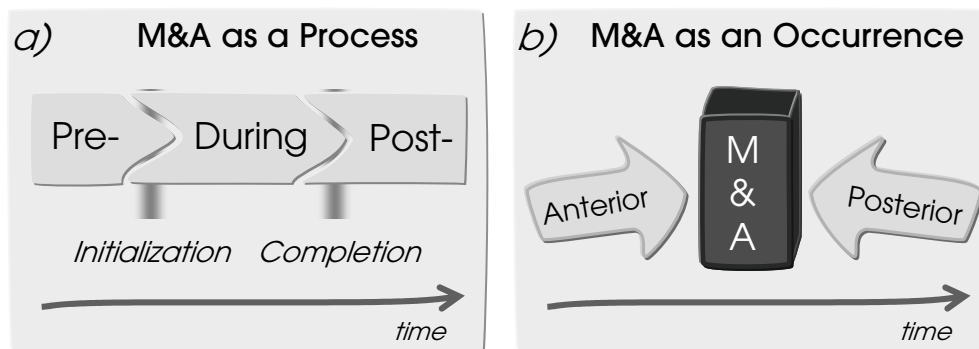 a) M&A as a Process
Pre- During Post-
Initialization Completion
time
b) M&A as an Occurrence
M
&
A
Anterior
Posterior
time